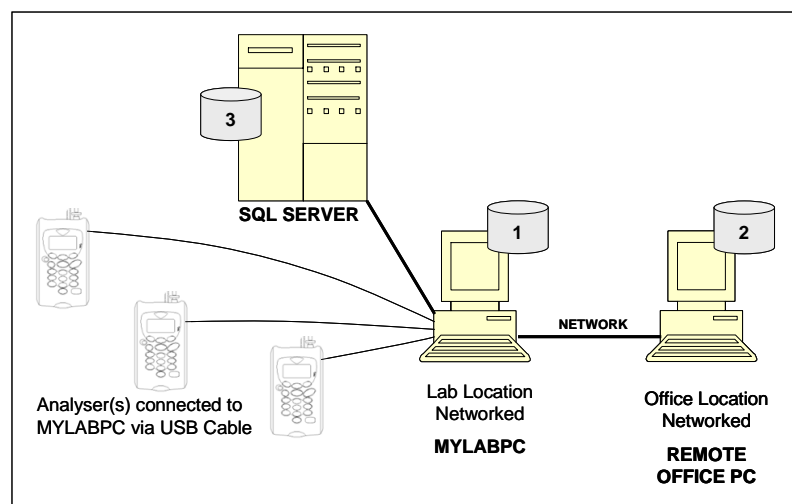 3
SQL SERVER
1
2
NETWORK
Analyser(s) connected to
MYLABPC via USB Cable
Lab Location
Networked
MYLABPC
Office Location
Networked
REMOTE
OFFICE PC